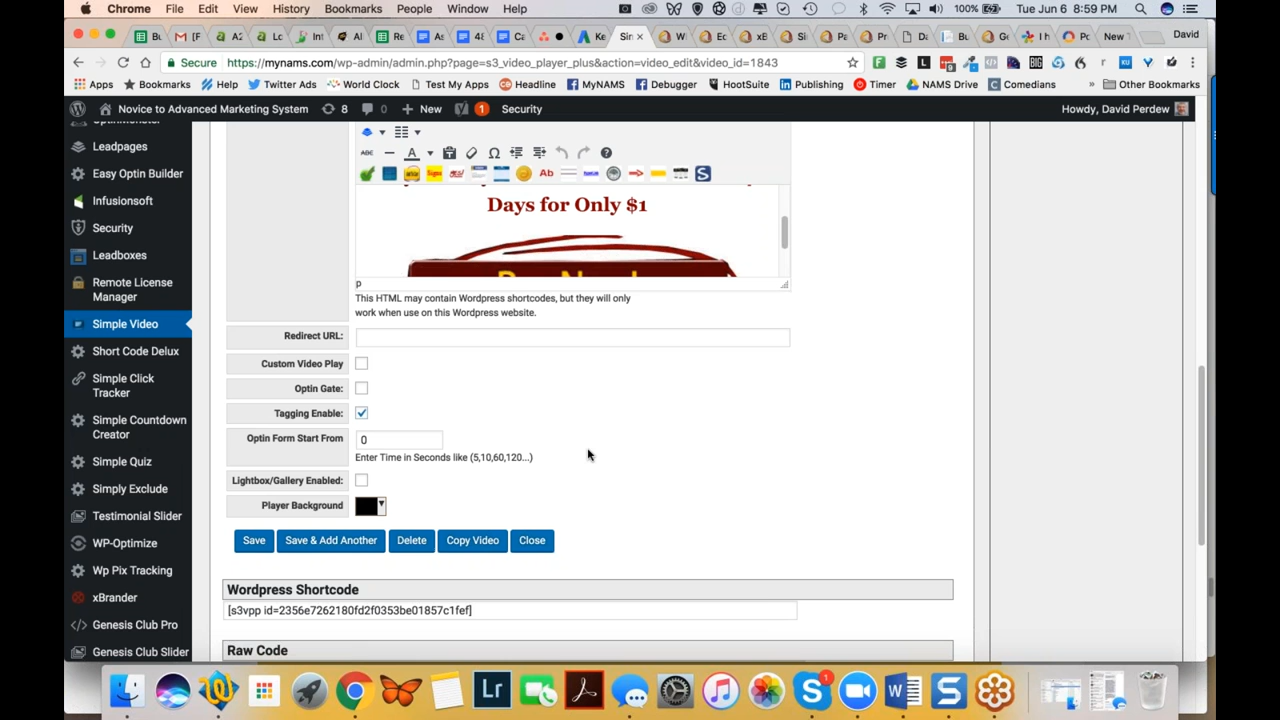 Chrome File Edit View History Bookmarks People Window Help 100% Tue Jun 6 8:59 PM
Sin David
Secure https://mynams.com/wp-admin/admin.php?page=s3_video_player_plus&action=video_edit&video_id=1843
Apps Bookmarks Help Twitter Ads World Clock Test My Apps Headline MyNAMS Debugger HootSuite Publishing Timer NAMS Drive Comedians » Other Bookmarks
Novice to Advanced Marketing System 8 0 + New 1 Security Howdy, David Perdew
OptinMonster
Leadpages
Easy Optin Builder
Infusionsoft
Security
Leadboxes
Remote License
Manager
Simple Video
Short Code Delux
Simple Click
Tracker
Simple Countdown
Creator
Simple Quiz
Simply Exclude
Testimonial Slider
WP-Optimize
Wp Pix Tracking
xBrander
Genesis Club Pro
Genesis Club Slider
Days for Only $1
p
This HTML may contain Wordpress shortcodes, but they will only
work when use on this Wordpress website.
Redirect URL:
Custom Video Play
Optin Gate:
Tagging Enable:
Optin Form Start From 0
Enter Time in Seconds like (5,10,60,120...)
Lightbox/Gallery Enabled:
Player Background
Save Save & Add Another Delete Copy Video Close
Wordpress Shortcode
[s3vpp id=2356e7262180fd2f0353be01857c1fef]
Raw Code